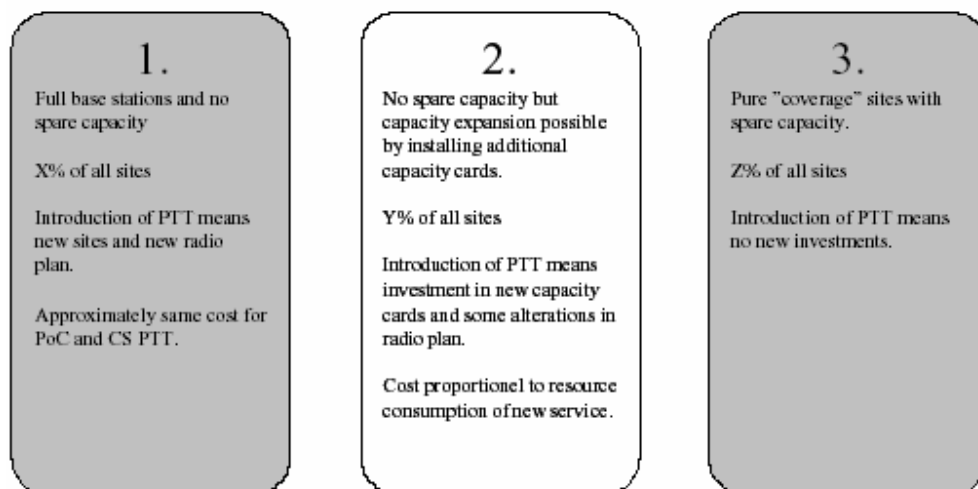 1.
Full base stations and no
spare capacity
X% of all sites
Introduction of PTT means
new sites and new radio
plan.
Approximately same cost for
PoC and CS PTT.
2.
No spare capacity but
capacity expansion possible
by installing additional
capacity cards.
Y% of all sites
Introduction of PTT means
investment in new capacity
cards and some alterations in
radio plan.
Cost proportionel to resource
consumption of new service.
3.
Pure "coverage" sites with
spare capacity.
Z% of all sites
Introduction of PTT means
no new investments.